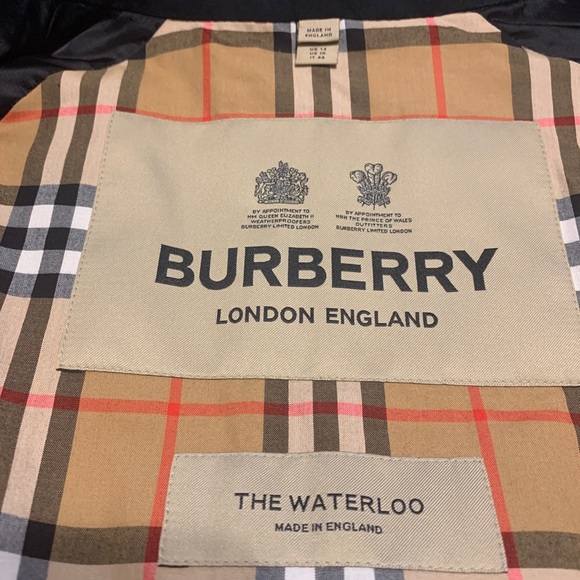 MADE IN
ENGLAND
BY APPOINTMENT TO
HM QUEEN ELIZABETH II
WEATHERPROOFERS
BURBERRY LIMITED LONDON
BY APPOINTMENT TO
HRH THE PRINCE OF WALES
OUTFITTERS
BURBERRY LIMITED LONDON
BURBERRY
LONDON ENGLAND
THE WATERLOO
MADE IN ENGLAND